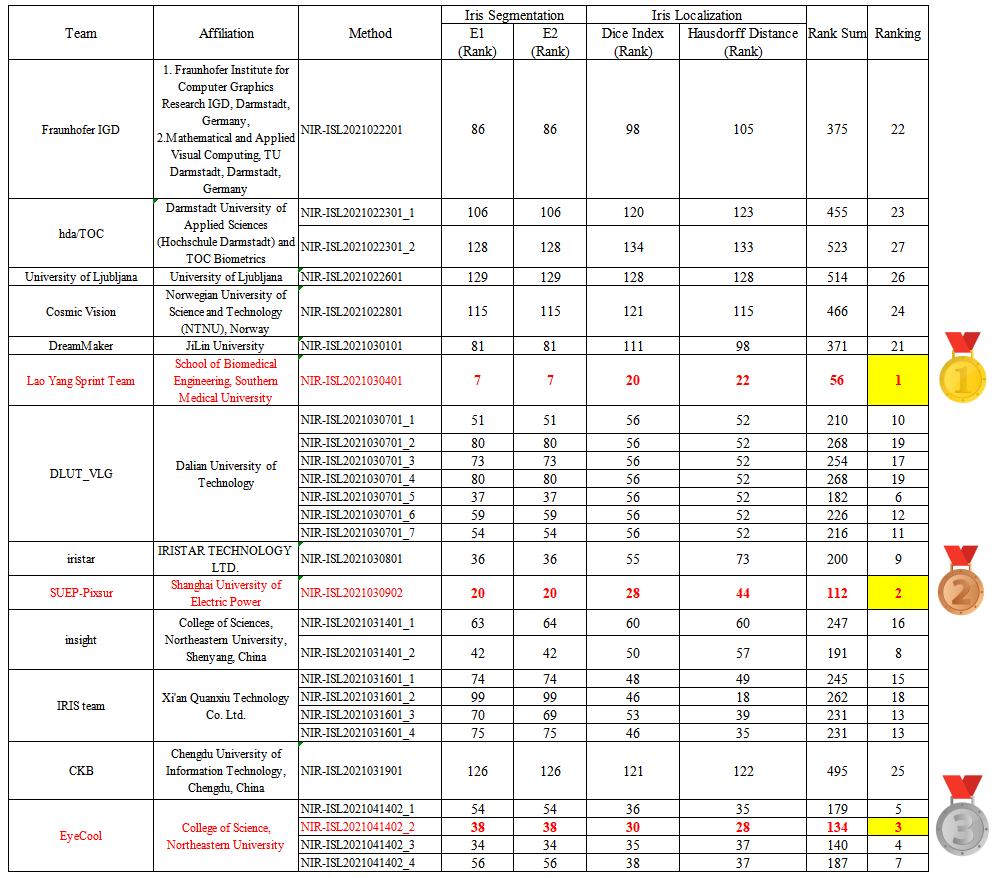 Team Affiliation Method Iris Segmentation Iris Localization Rank Sum Ranking
E1 (Rank) E2 (Rank) Dice Index (Rank) Hausdorff Distance (Rank)
Fraunhofer IGD
1. Fraunhofer Institute for
Computer Graphics
Research IGD, Darmstadt,
Germany,
2.Mathematical and Applied
Visual Computing, TU
Darmstadt, Darmstadt,
Germany
NIR-ISL2021022201 86 86 98 105 375 22
hda/TOC
Darmstadt University of
Applied Sciences
(Hochschule Darmstadt) and
TOC Biometrics
NIR-ISL2021022301_1 106 106 120 123 455 23
NIR-ISL2021022301_2 128 128 134 133 523 27
University of Ljubljana University of Ljubljana NIR-ISL2021022601 129 129 128 128 514 26
Cosmic Vision
Norwegian University of
Science and Technology
(NTNU), Norway
NIR-ISL2021022801 115 115 121 115 466 24
DreamMaker JiLin University NIR-ISL2021030101 81 81 111 98 371 21
Lao Yang Sprint Team
School of Biomedical
Engineering, Southern
Medical University
NIR-ISL2021030401 7 7 20 22 56 1
1
DLUT_VLG
Dalian University of
Technology
NIR-ISL2021030701_1 51 51 56 52 210 10
NIR-ISL2021030701_2 80 80 56 52 268 19
NIR-ISL2021030701_3 73 73 56 52 254 17
NIR-ISL2021030701_4 80 80 56 52 268 19
NIR-ISL2021030701_5 37 37 56 52 182 6
NIR-ISL2021030701_6 59 59 56 52 226 12
NIR-ISL2021030701_7 54 54 56 52 216 11
iristar
IRISTAR TECHNOLOGY
LTD.
NIR-ISL2021030801 36 36 55 73 200 9
SUEP-Pixsur
Shanghai University of
Electric Power
NIR-ISL2021030902 20 20 28 44 112 2
2
insight
College of Sciences,
Northeastern University,
Shenyang, China
NIR-ISL2021031401_1 63 64 60 60 247 16
NIR-ISL2021031401_2 42 42 50 57 191 8
IRIS team
Xi'an Quanxiu Technology
Co. Ltd.
NIR-ISL2021031601_1 74 74 48 49 245 15
NIR-ISL2021031601_2 99 99 46 18 262 18
NIR-ISL2021031601_3 70 69 53 39 231 13
NIR-ISL2021031601_4 75 75 46 35 231 13
CKB
Chengdu University of
Information Technology,
Chengdu, China
NIR-ISL2021031901 126 126 121 122 495 25
EyeCool
College of Science,
Northeastern University
NIR-ISL2021041402_1 54 54 36 35 179 5
NIR-ISL2021041402_2 38 38 30 28 134 3
NIR-ISL2021041402_3 34 34 35 37 140 4
NIR-ISL2021041402_4 56 56 38 37 187 7
3